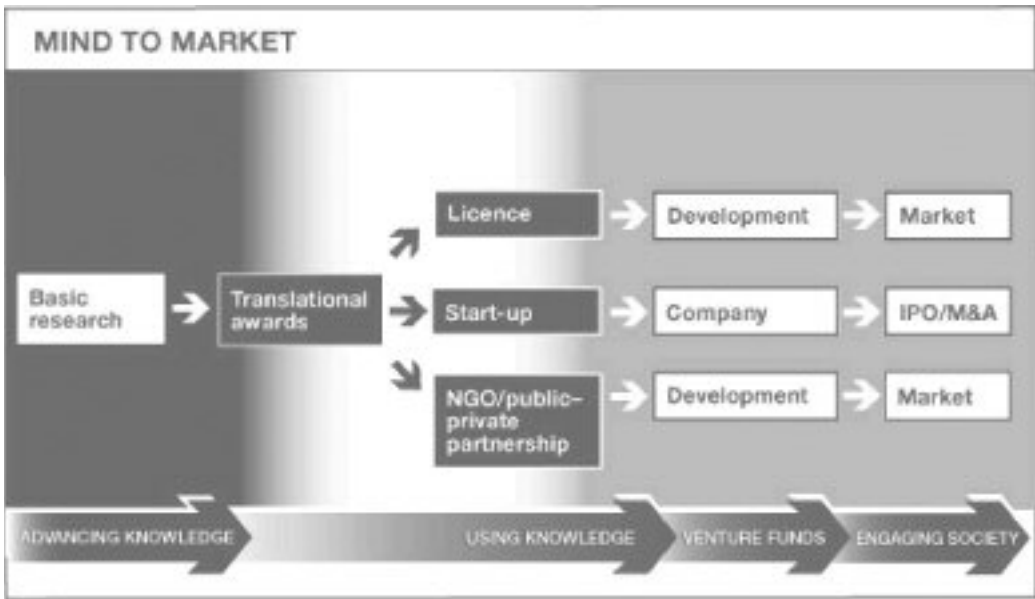 MIND TO MARKET
Basic
research
Translational
awards
Licence
Development
Market
Start-up
Company
IPO/M&A
NGO/public–
private
partnership
Development
Market
ADVANCING KNOWLEDGE
USING KNOWLEDGE
VENTURE FUNDS
ENGAGING SOCIETY